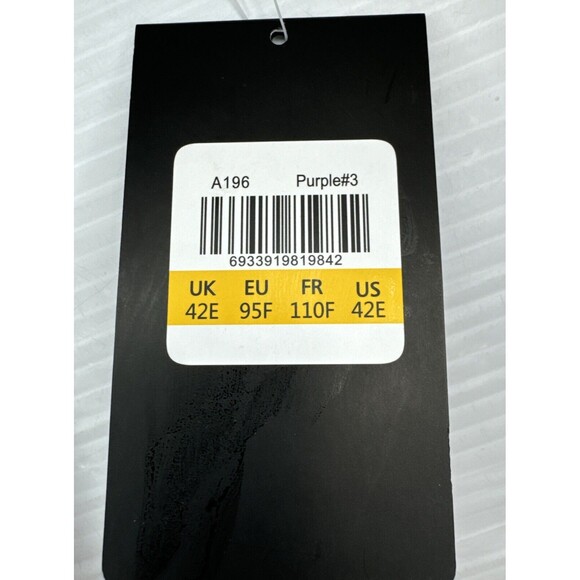 A196 Purple#3
6933919819842
UK EU FR US
42E 95F 110F 42E